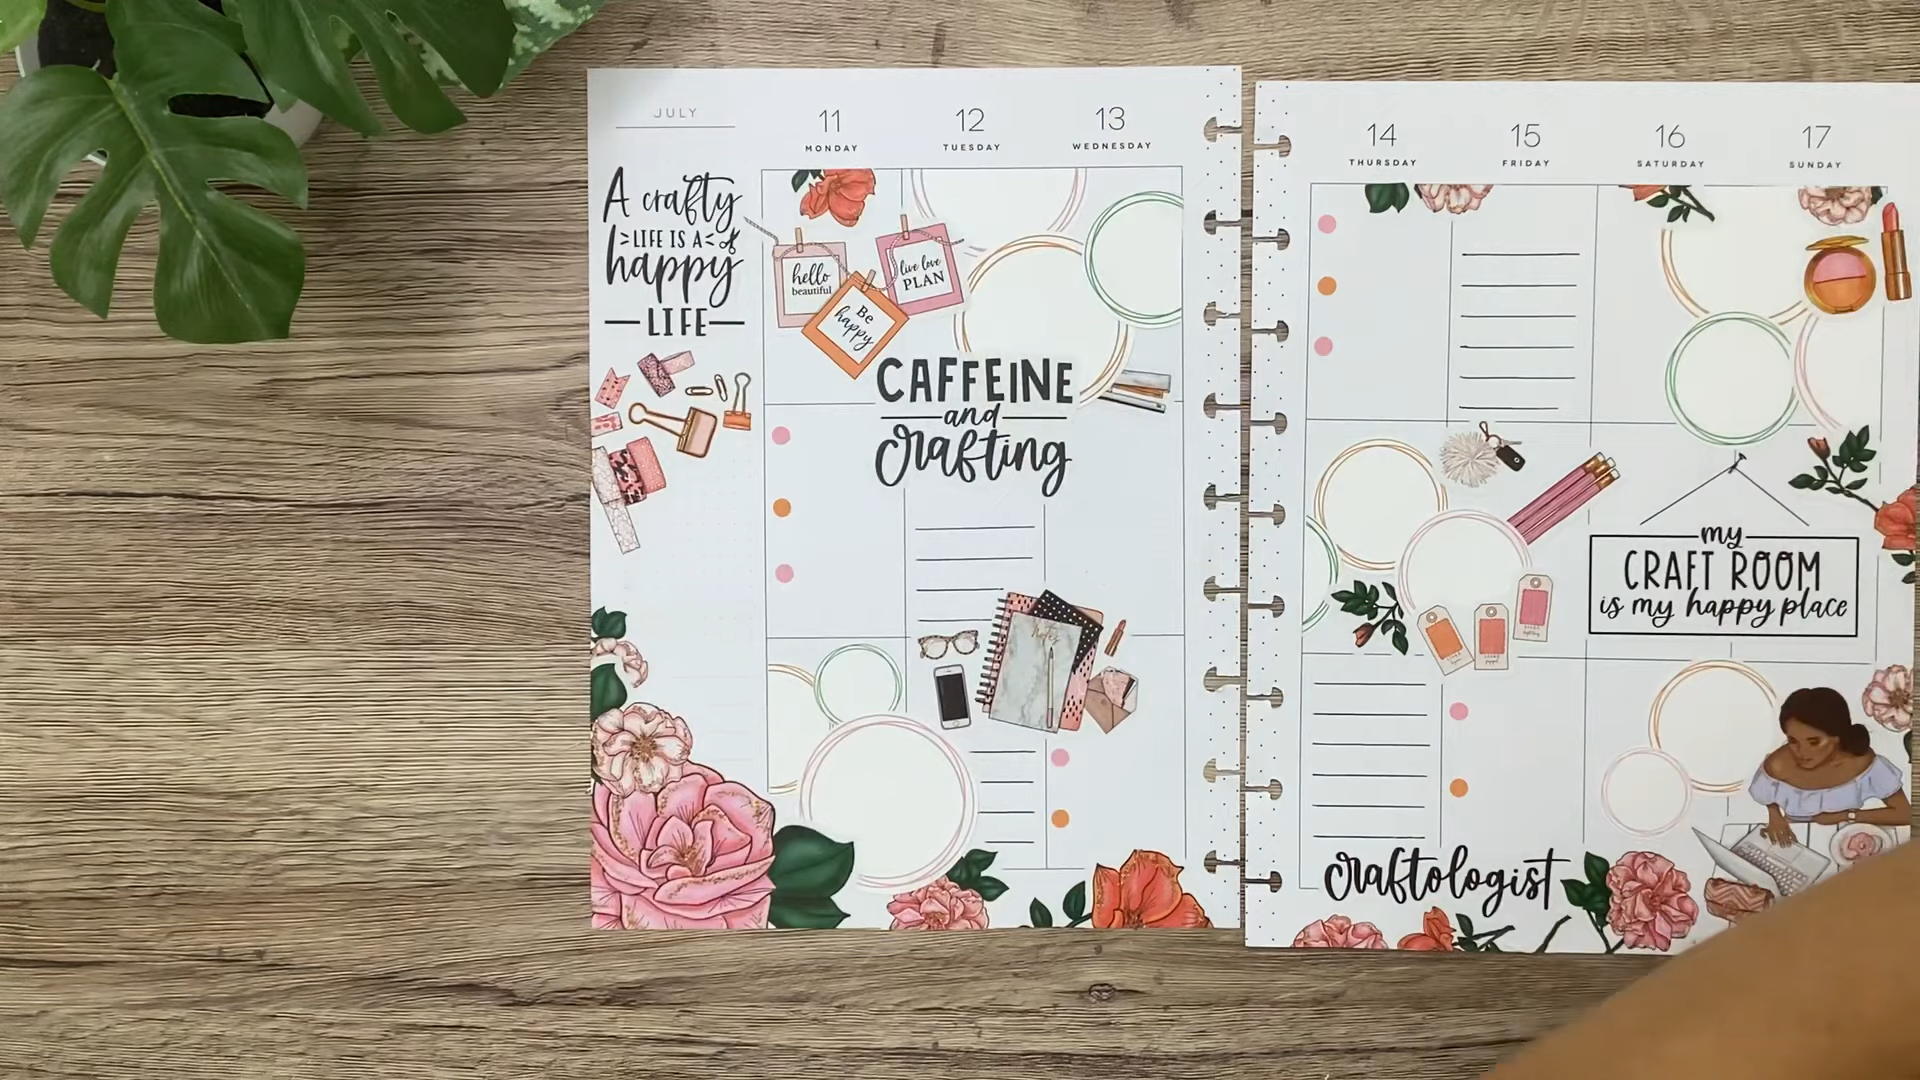 JULY
11
MONDAY
12
TUESDAY
13
WEDNESDAY
A crafty
LIFE IS A
happy
LIFE
hello
beautiful
live love
PLAN
Be
happy
CAFFEINE
and
Crafting
Notes
14
THURSDAY
15
FRIDAY
16
SATURDAY
17
SUNDAY
my
CRAFT ROOM
is my happy place
Craftologist